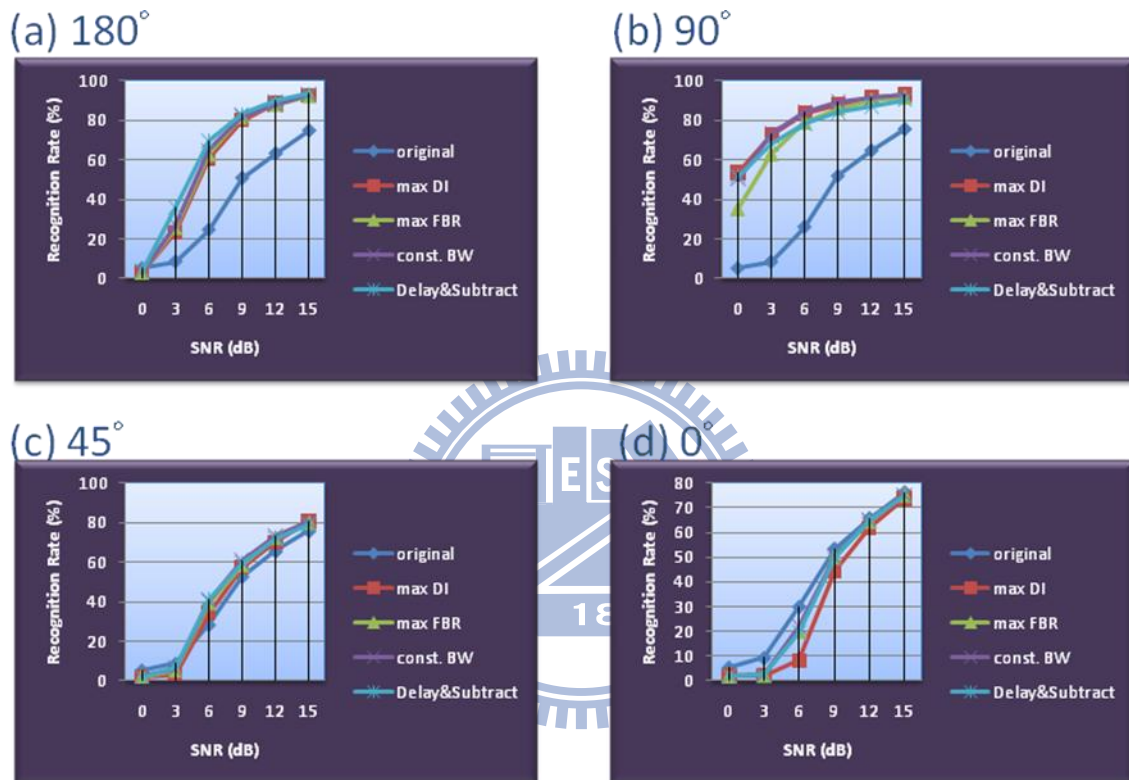 (a) 180°
100
80
60
40
20
0
Recognition Rate (%)
0 3 6 9 12 15
SNR (dB)
original
max DI
max FBR
const. BW
Delay&Subtract
(b) 90°
100
80
60
40
20
0
Recognition Rate (%)
0 3 6 9 12 15
SNR (dB)
original
max DI
max FBR
const. BW
Delay&Subtract
(c) 45°
100
80
60
40
20
0
Recognition Rate (%)
0 3 6 9 12 15
SNR (dB)
original
max DI
max FBR
const. BW
Delay&Subtract
(d) 0°
80
70
60
50
40
30
20
10
0
Recognition Rate (%)
0 3 6 9 12 15
SNR (dB)
original
max DI
max FBR
const. BW
Delay&Subtract